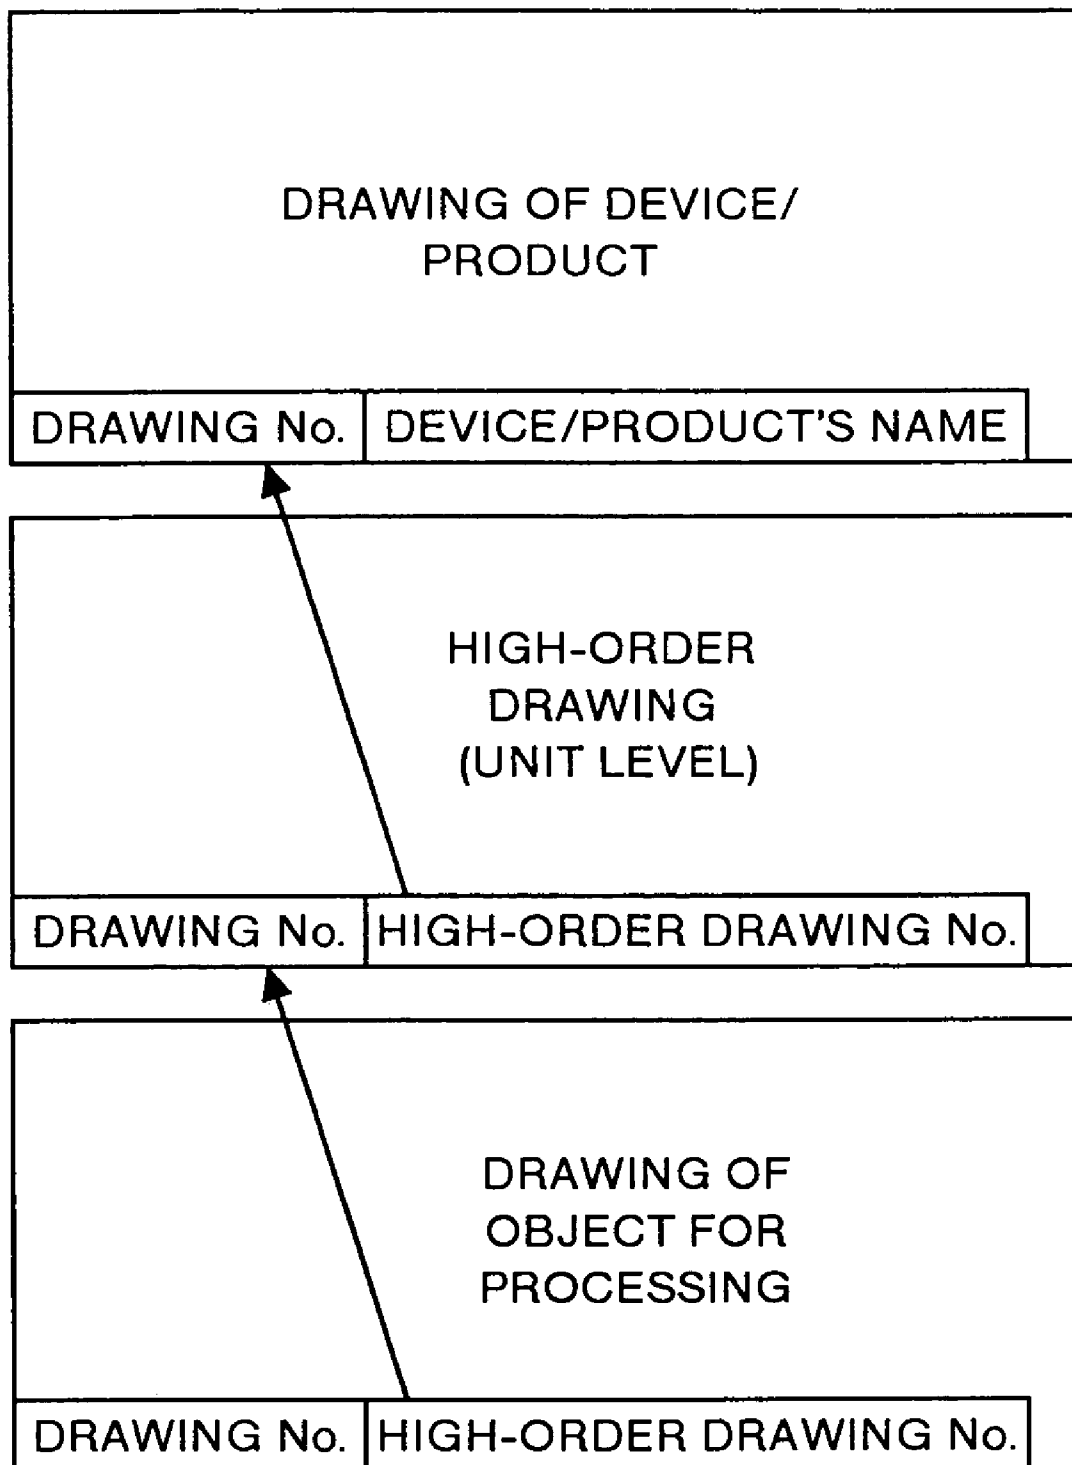 DRAWING OF DEVICE/
PRODUCT
DRAWING No. DEVICE/PRODUCT'S NAME
HIGH-ORDER
DRAWING
(UNIT LEVEL)
DRAWING No. HIGH-ORDER DRAWING No.
DRAWING OF
OBJECT FOR
PROCESSING
DRAWING No. HIGH-ORDER DRAWING No.